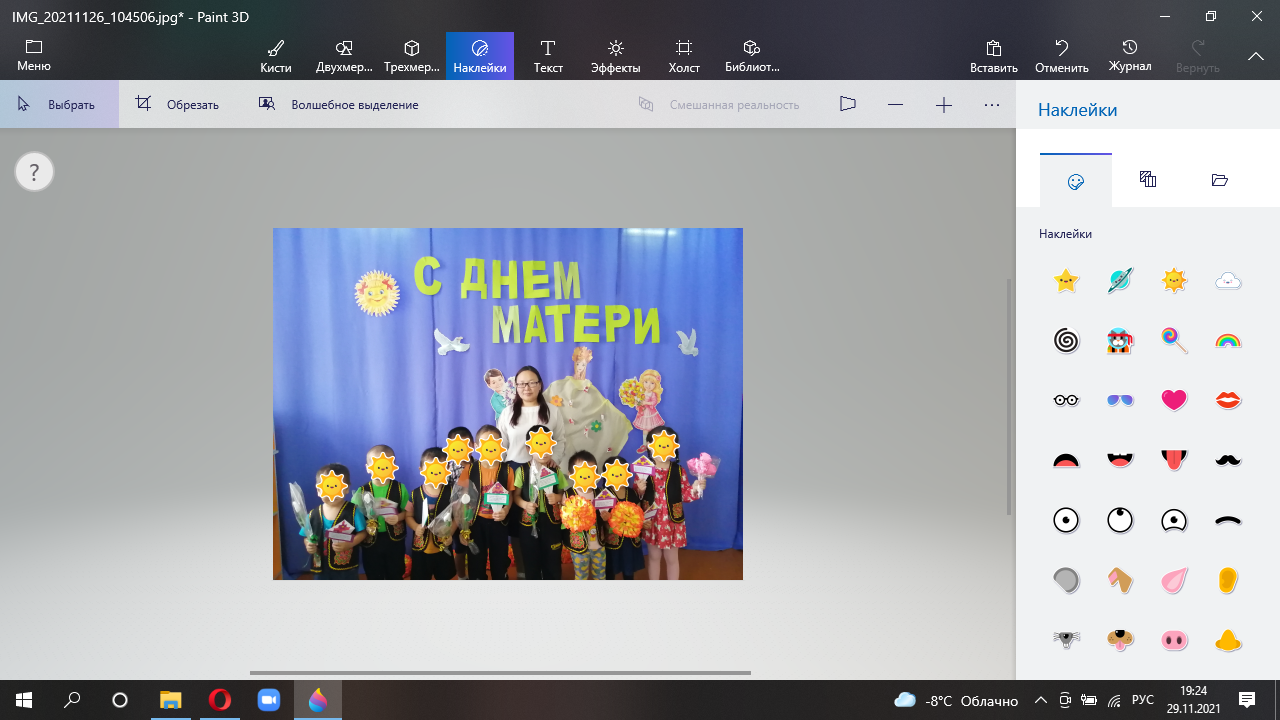 IMG_20211126_104506.jpg* - Paint 3D
Меню
Кисти
Двухмер...
Трехмер...
Наклейки
Текст
Эффекты
Холст
Библиот...
Вставить
Отменить
Журнал
Вернуть
Выбрать
Обрезать
Волшебное выделение
Смешанная реальность
Наклейки
?
Наклейки
С ДНЕМ
МАТЕРИ
-8°C Облачно
РУС
19:24
29.11.2021